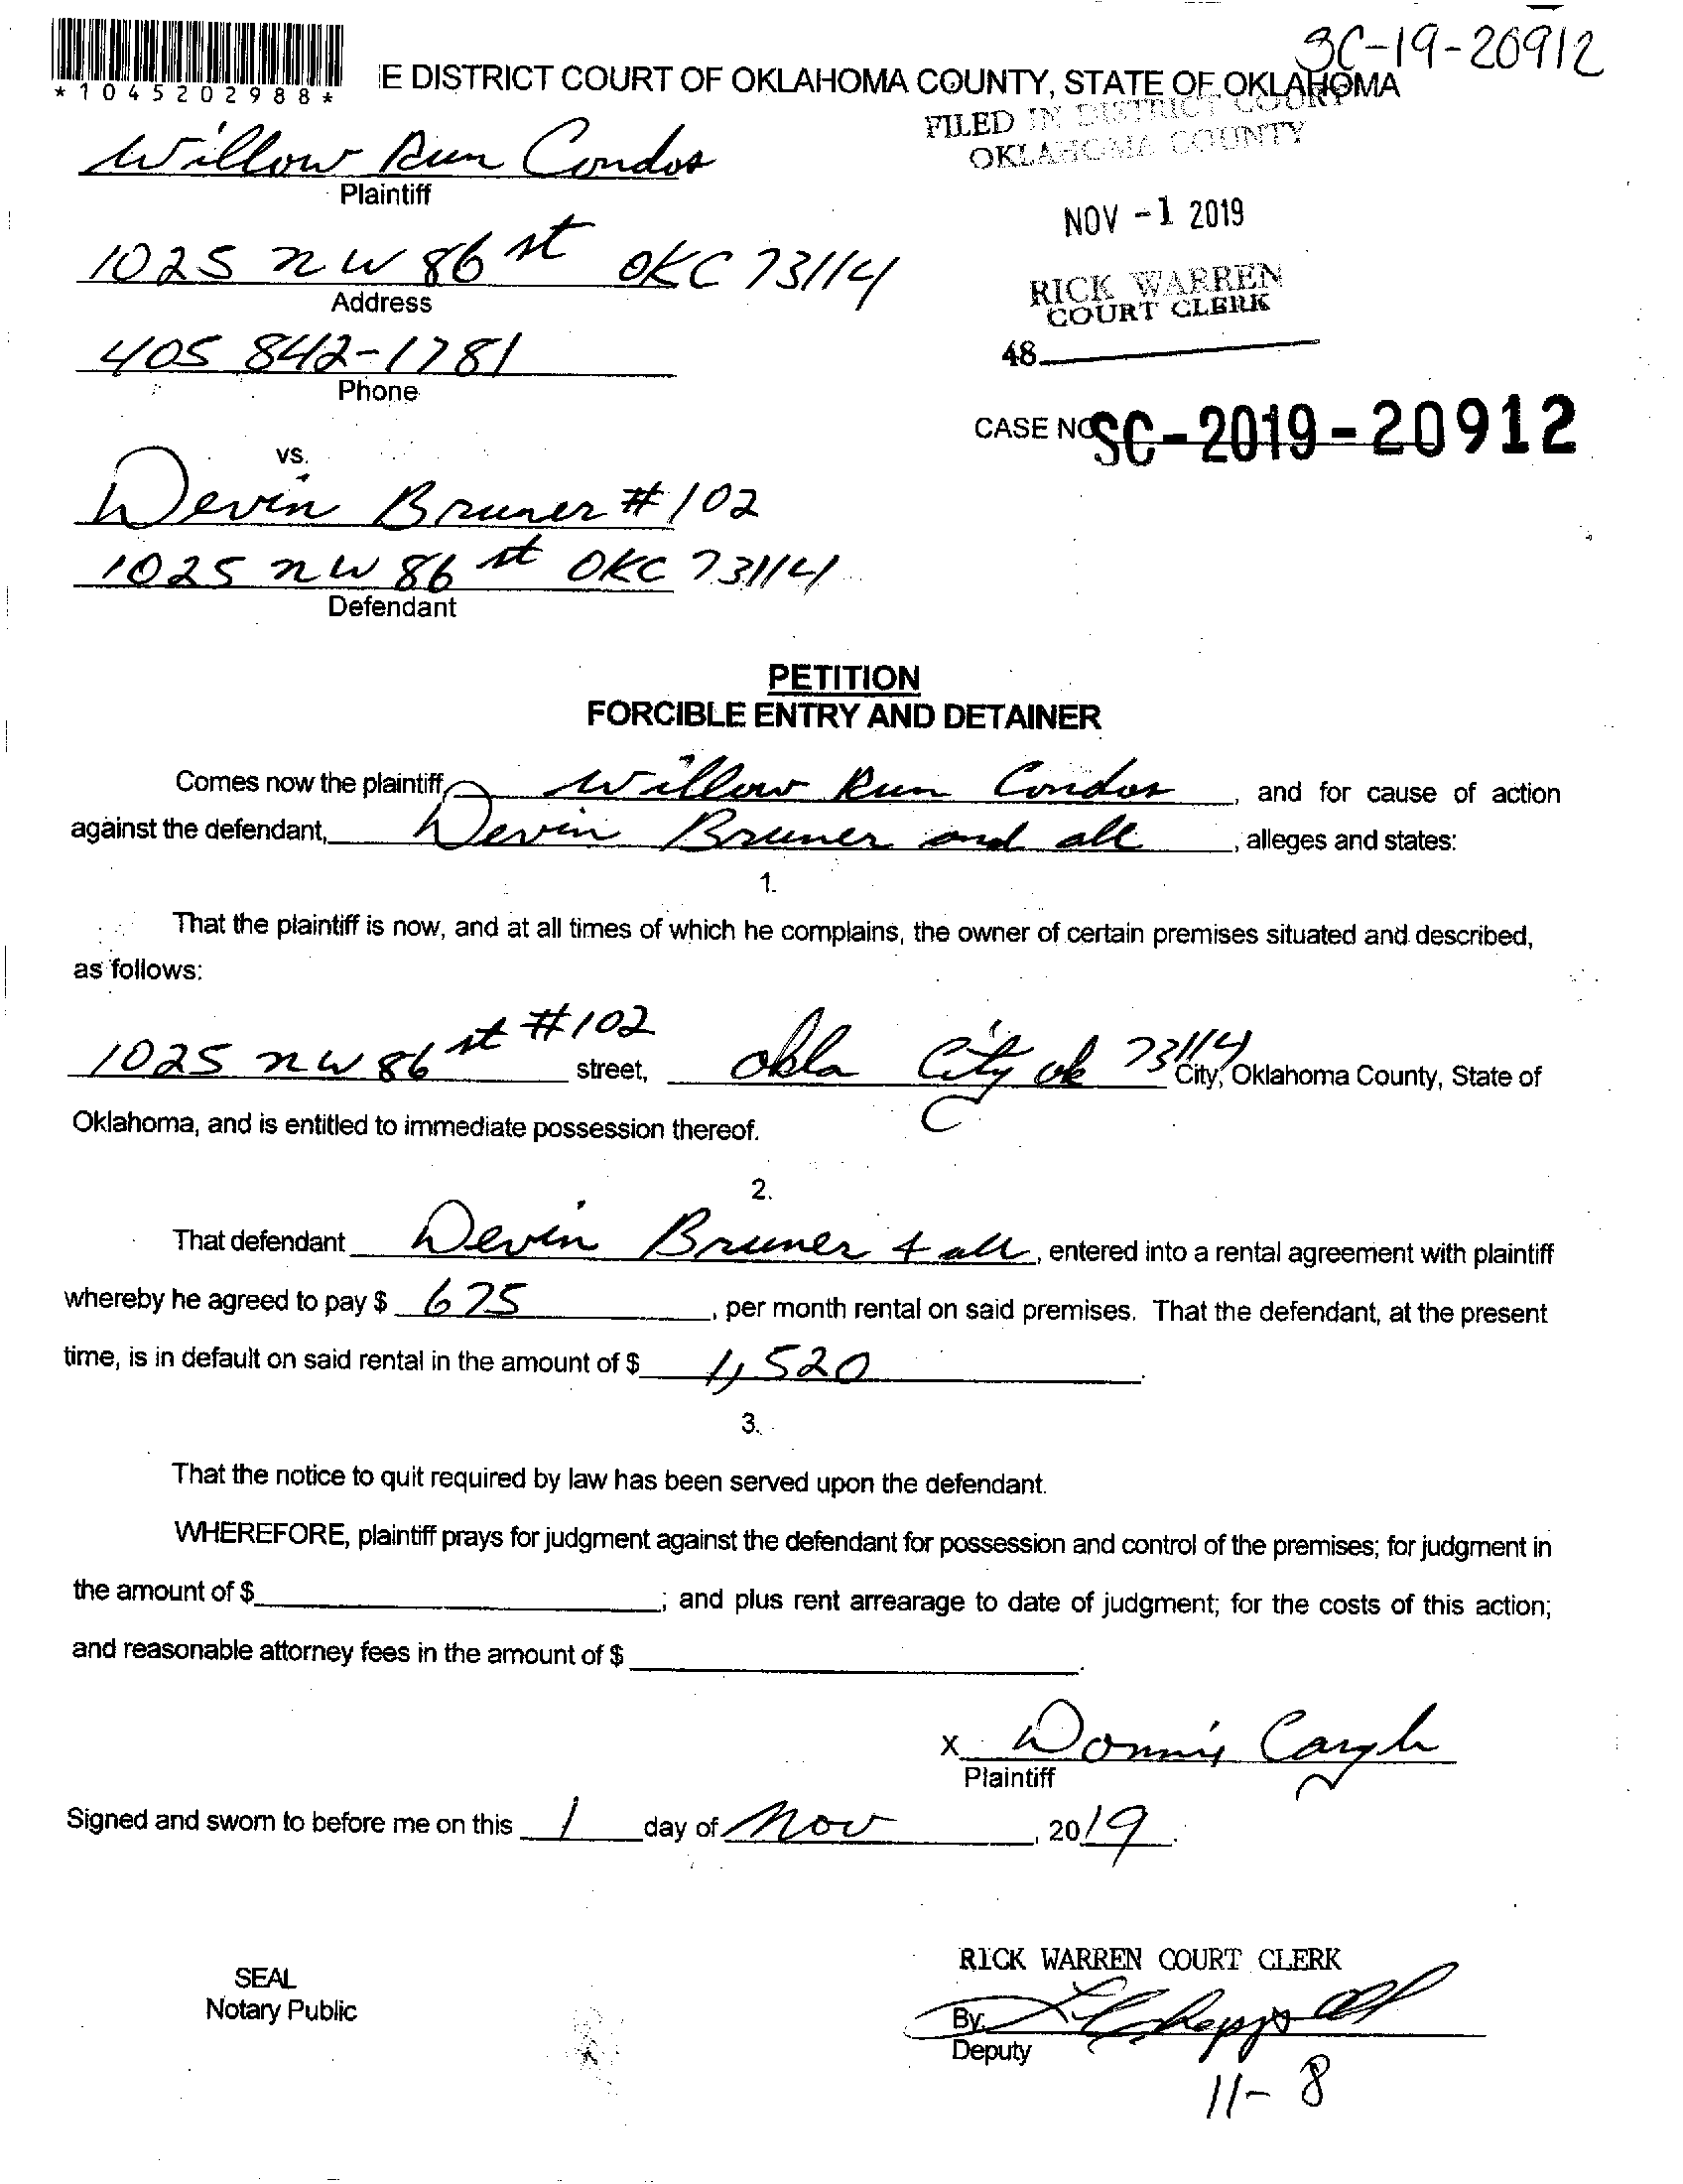 SC-19-20912
*1045202988*
E DISTRICT COURT OF OKLAHOMA COUNTY, STATE OF OKLAHOMA
FILED IN DISTRICT COURT
OKLAHOMA COUNTY
Willow Run Condos
Plaintiff
NOV -1 2019
1025 NW 86 st OKC 73114
Address
RICK WARREN
COURT CLERK
405 842-1781
Phone
48
CASE NO SC-2019-20912
vs.
Devin Bruner #102
1025 NW 86 st OKC 73114
Defendant
PETITION
FORCIBLE ENTRY AND DETAINER
Comes now the plaintiff, Willow Run Condos, and for cause of action
against the defendant, Devin Bruner and all, alleges and states:
1.
That the plaintiff is now, and at all times of which he complains, the owner of certain premises situated and described,
as follows:
1025 NW 86 st #102 street, Okla City ok 73114 City, Oklahoma County, State of
Oklahoma, and is entitled to immediate possession thereof.
2.
That defendant Devin Bruner & all, entered into a rental agreement with plaintiff
whereby he agreed to pay $ 675, per month rental on said premises. That the defendant, at the present
time, is in default on said rental in the amount of $ 1,520.
3.
That the notice to quit required by law has been served upon the defendant.
WHEREFORE, plaintiff prays for judgment against the defendant for possession and control of the premises; for judgment in
the amount of $ ; and plus rent arrearage to date of judgment; for the costs of this action;
and reasonable attorney fees in the amount of $ .
X
Plaintiff
Signed and sworn to before me on this 1 day of Nov, 2019.
RICK WARREN COURT CLERK
SEAL
Notary Public
By
Deputy
11-8